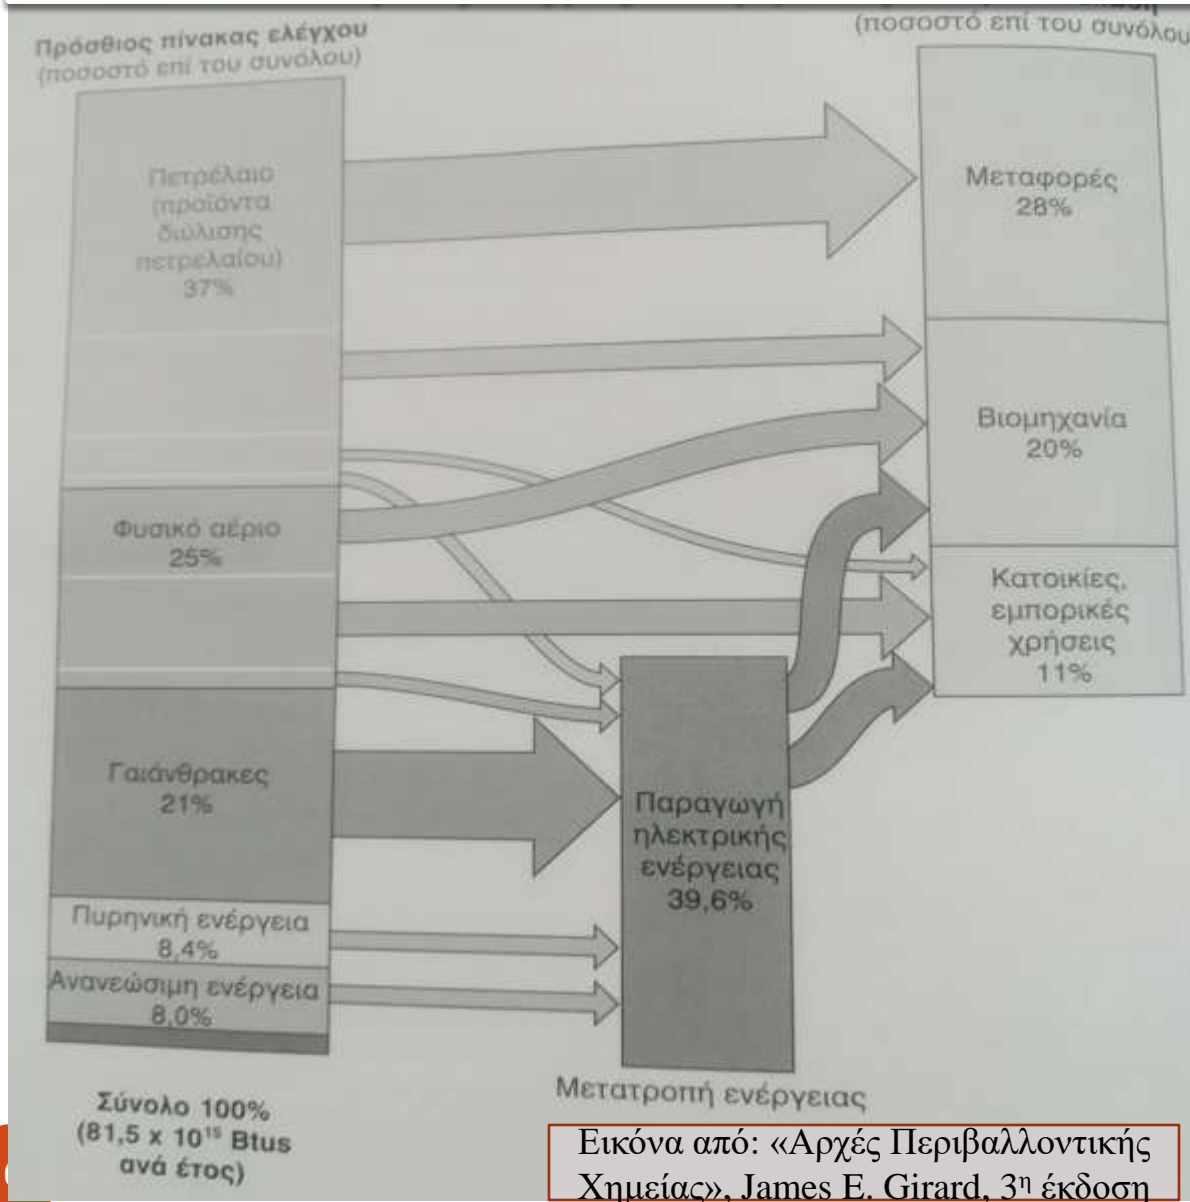 Πρόσθιος πίνακας ελέγχου
(ποσοστό επί του συνόλου)
(ποσοστό επί του συνόλου
Πετρέλαιο
(προϊόντα
διύλισης
πετρελαίου)
37%
Μεταφορές
28%
Βιομηχανία
20%
Φυσικό αέριο
25%
Κατοικίες,
εμπορικές
χρήσεις
11%
Γαιάνθρακες
21%
Παραγωγή
ηλεκτρικής
ενέργειας
39,6%
Πυρηνική ενέργεια
8,4%
Ανανεώσιμη ενέργεια
8,0%
Μετατροπή ενέργειας
Σύνολο 100%
(81,5 x 10¹⁵ Btus
ανά έτος)
Εικόνα από: «Αρχές Περιβαλλοντικής
Χημείας», James E. Girard, 3η έκδοση